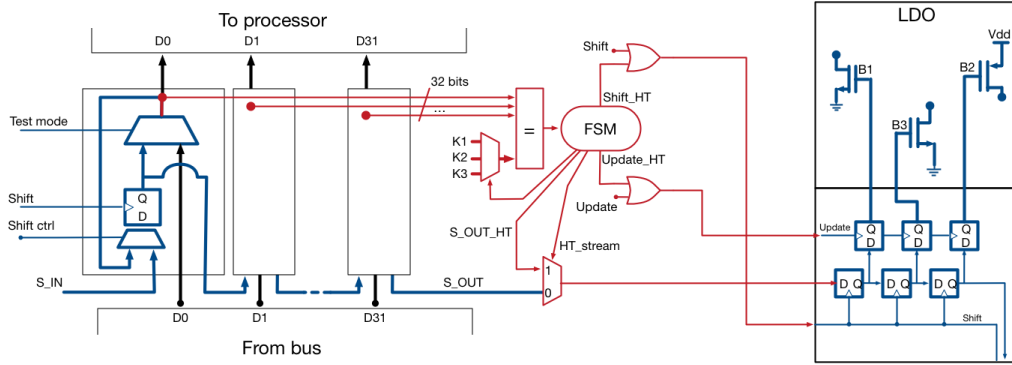 To processor
D0
D1
D31
32 bits
...
Test mode
Shift
Shift ctrl
S_IN
Q
D
S_OUT
D0
D1
D31
From bus
K1
K2
K3
=
FSM
Shift
Shift_HT
Update_HT
Update
S_OUT_HT
HT_stream
1
0
LDO
Vdd
B1
B2
B3
Update
Q
D
Q
D
Q
D
D Q
D Q
D Q
Shift